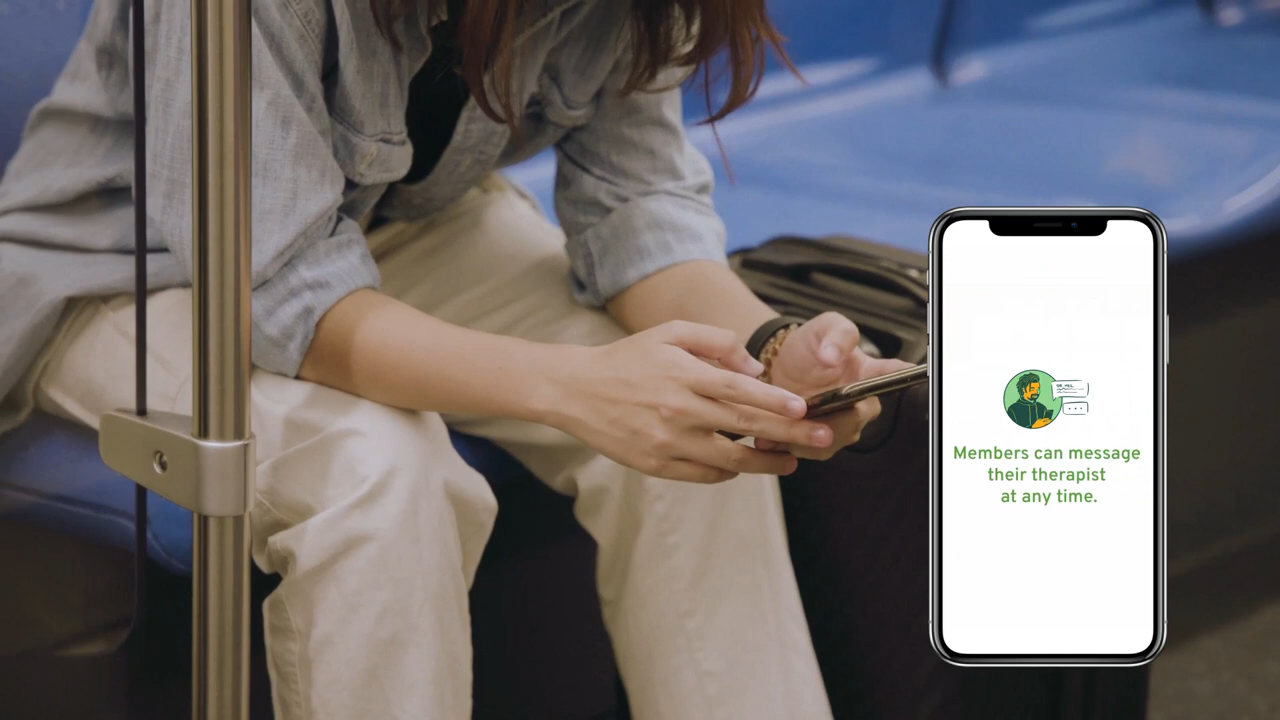 Members can message
their therapist
at any time.